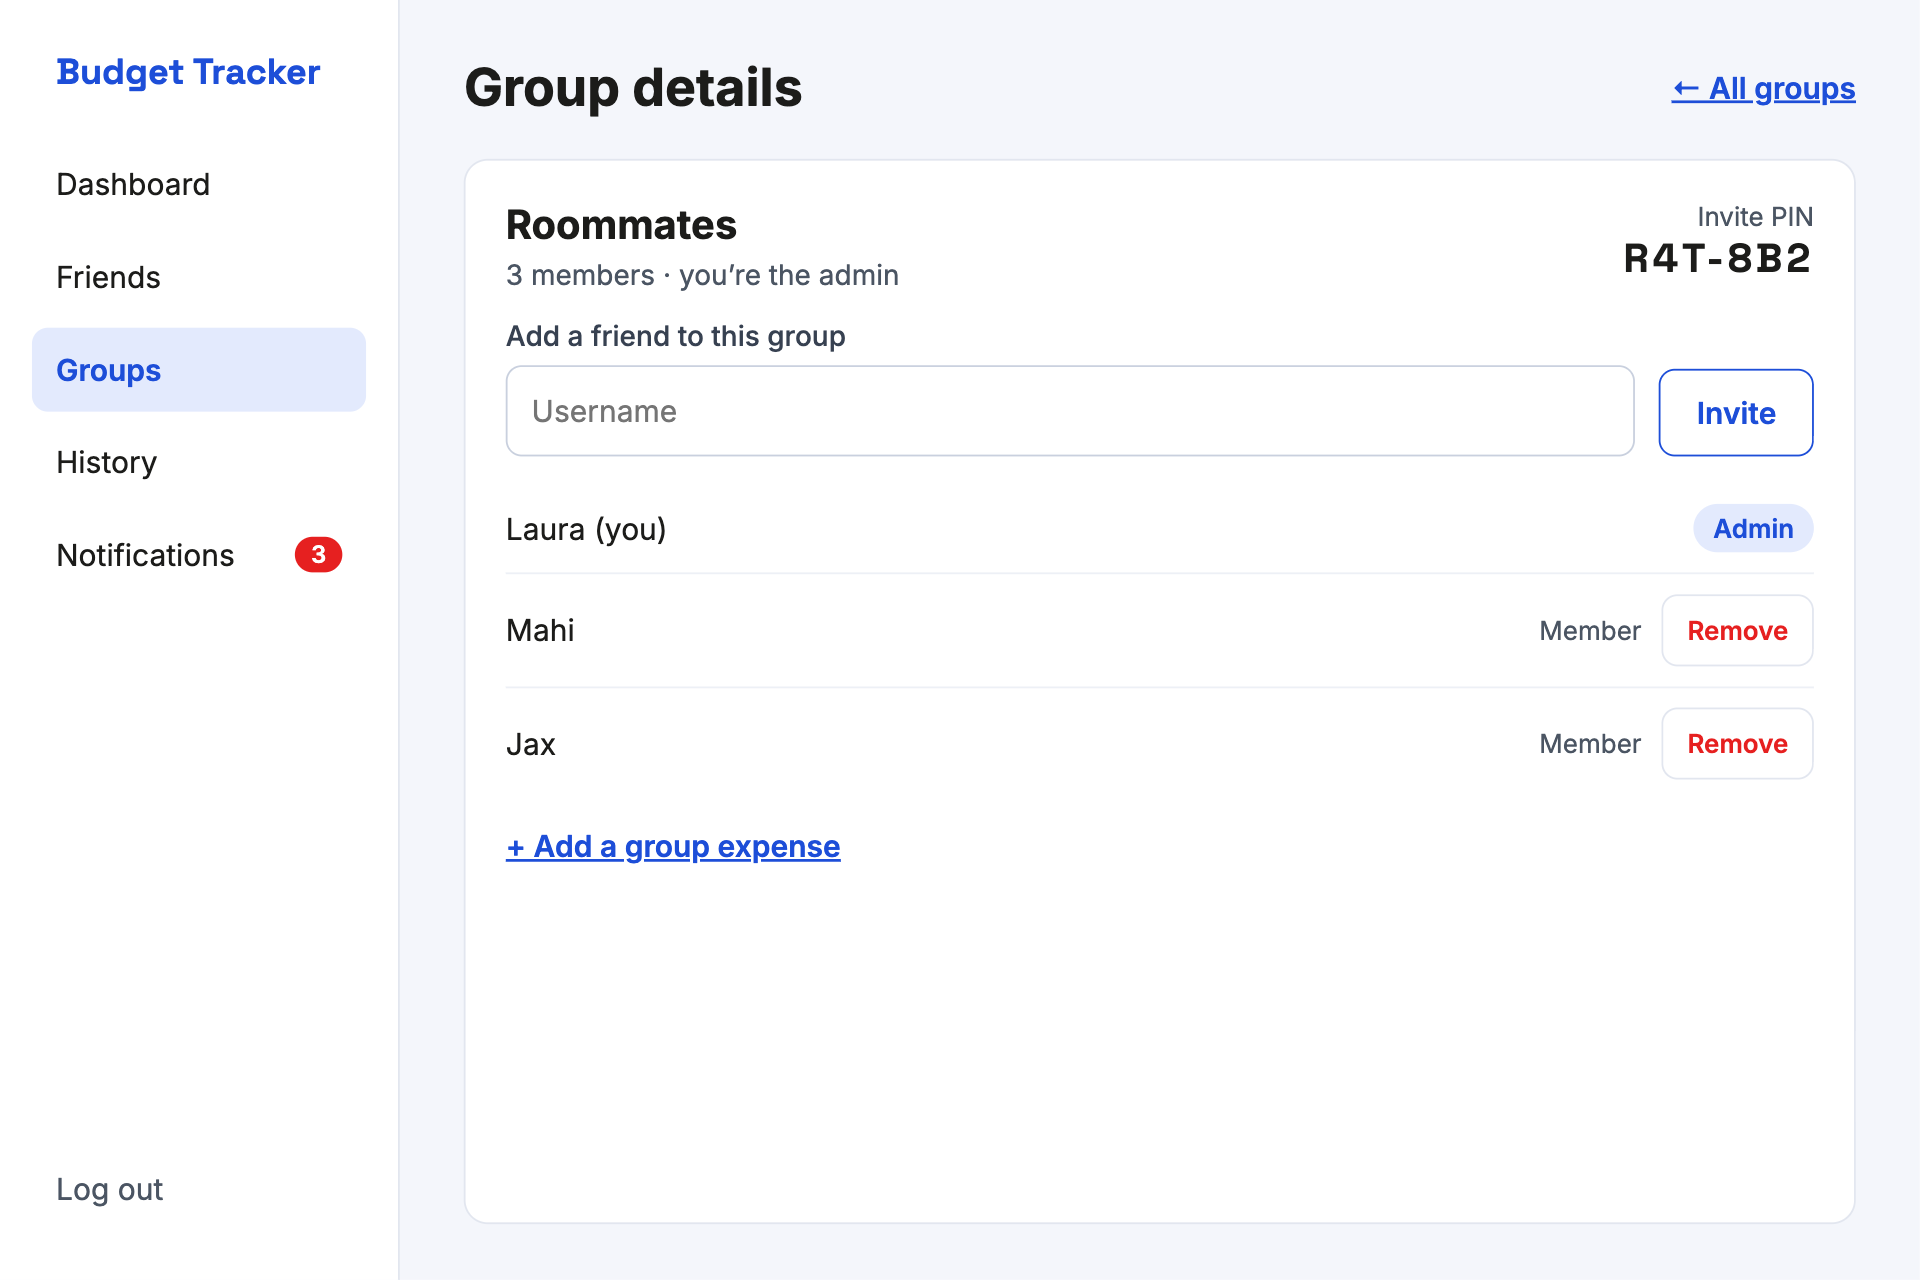 Budget Tracker
Dashboard
Friends
Groups
History
Notifications 3
Log out
Group details
← All groups
Roommates
3 members · you’re the admin
Invite PIN
R4T-8B2
Add a friend to this group
Username
Invite
Laura (you) Admin
Mahi Member Remove
Jax Member Remove
+ Add a group expense